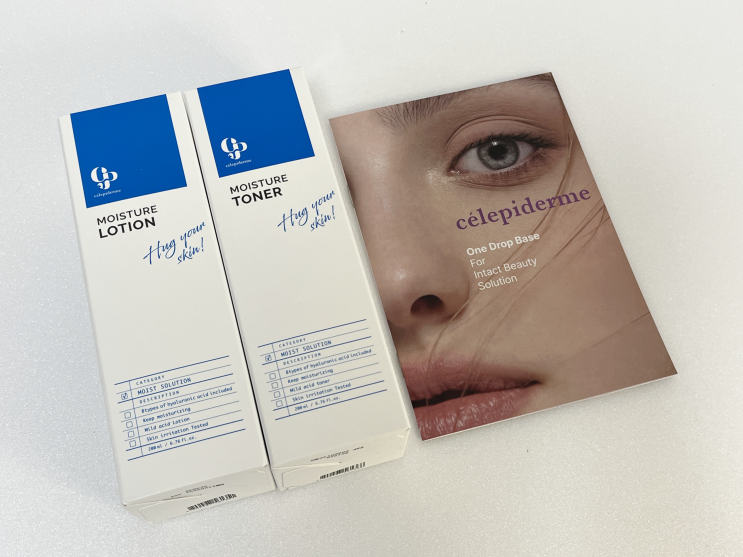 célepiderme
MOISTURE
LOTION
Hug your
skin!
CATEGORY
MOIST SOLUTION
DESCRIPTION
8types of hyaluronic acid included
Keep moisturizing
Mild acid lotion
Skin irritation Tested
200ml / 6.76 fl.oz.
célepiderme
MOISTURE
TONER
Hug your
skin!
CATEGORY
MOIST SOLUTION
DESCRIPTION
8types of hyaluronic acid included
Keep moisturizing
Mild acid toner
Skin irritation Tested
200ml / 6.76 fl.oz.
célepiderme
One Drop Base
For
Intact Beauty
Solution